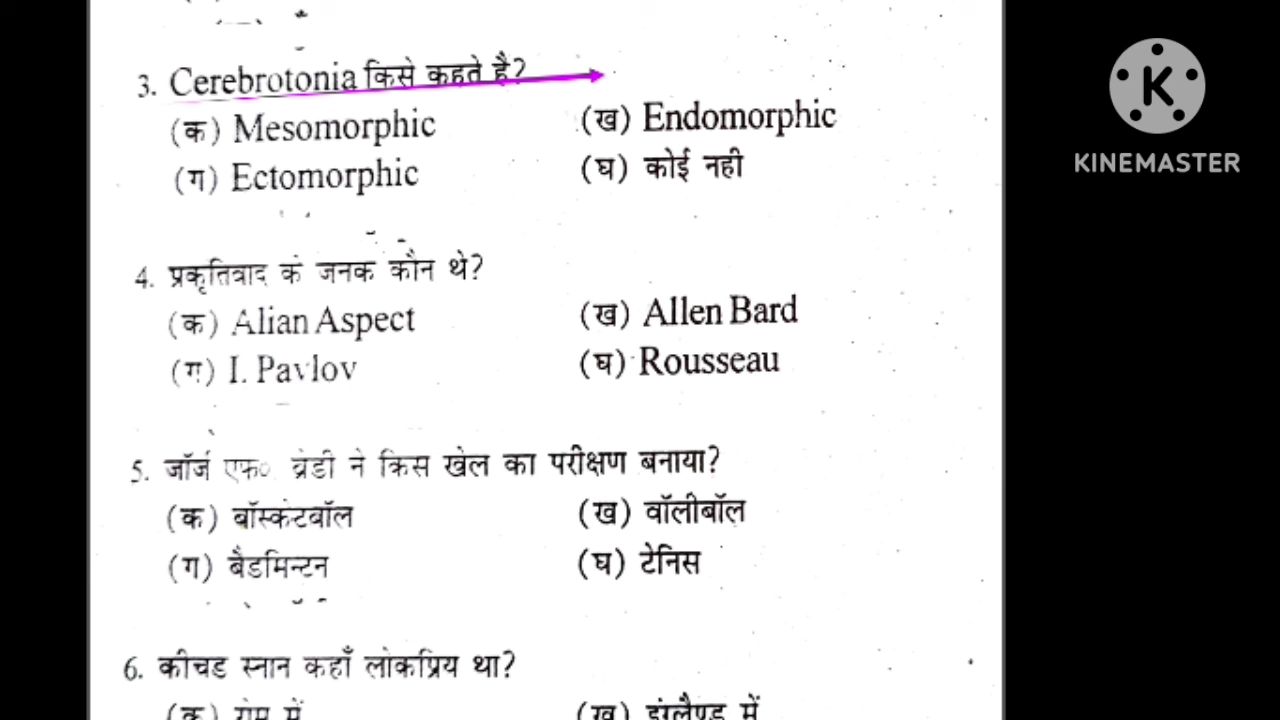 3. Cerebrotonia किसे कहते है?
(क) Mesomorphic (ख) Endomorphic
(ग) Ectomorphic (घ) कोई नही
4. प्रकृतिवाद के जनक कौन थे?
(क) Alian Aspect (ख) Allen Bard
(ग) I. Pavlov (घ) Rousseau
5. जॉर्ज एफ० ब्रेडी ने किस खेल का परीक्षण बनाया?
(क) बॉस्केटबॉल (ख) वॉलीबॉल
(ग) बैडमिन्टन (घ) टेनिस
6. कीचड स्नान कहाँ लोकप्रिय था?
(क) रोम में (ख) इंग्लैण्ड में
K
KINEMASTER